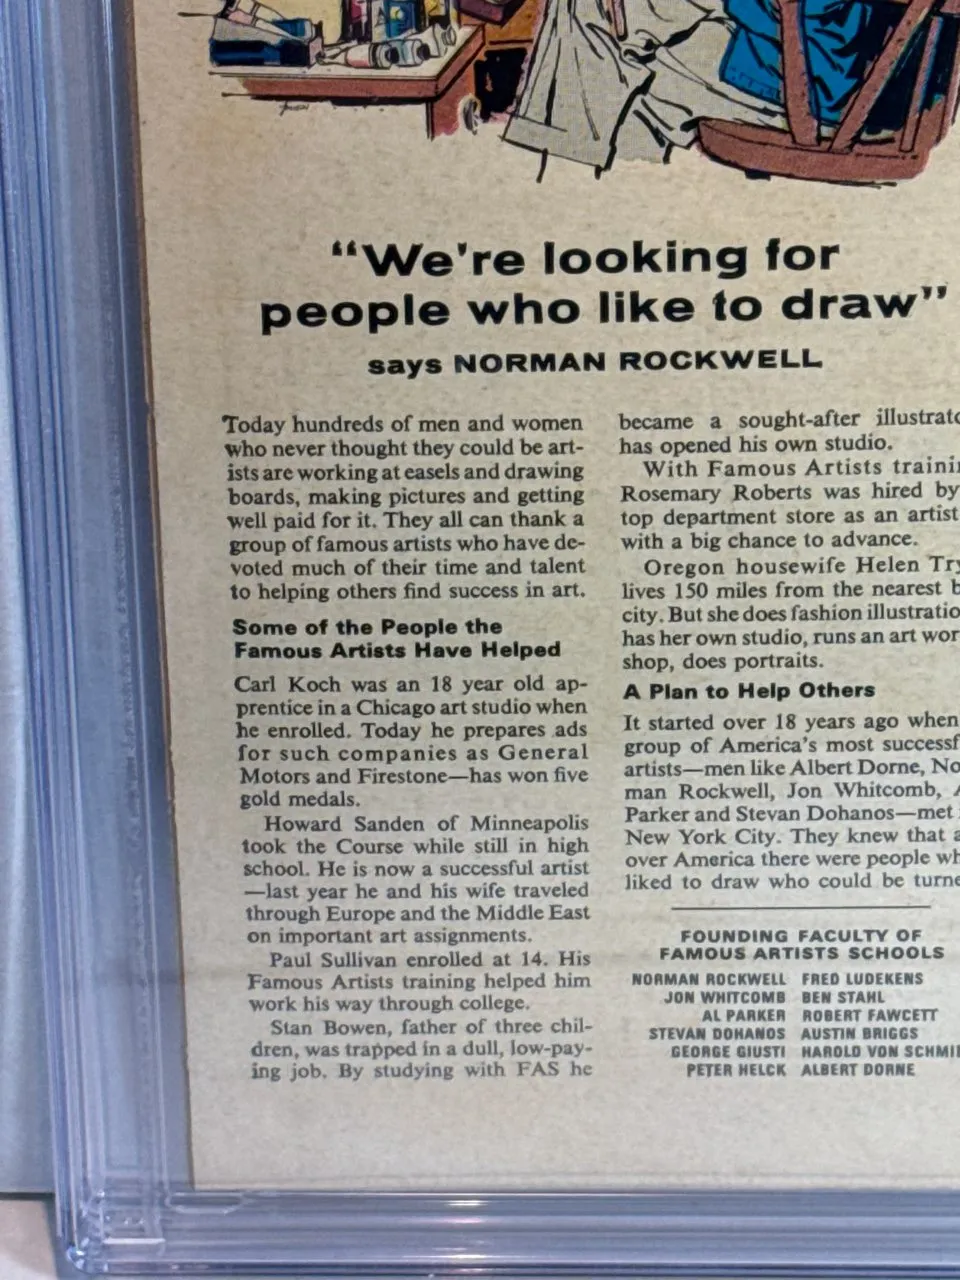 “We're looking for
people who like to draw”
says NORMAN ROCKWELL
Today hundreds of men and women
who never thought they could be art-
ists are working at easels and drawing
boards, making pictures and getting
well paid for it. They all can thank a
group of famous artists who have de-
voted much of their time and talent
to helping others find success in art.
Some of the People the
Famous Artists Have Helped
Carl Koch was an 18 year old ap-
prentice in a Chicago art studio when
he enrolled. Today he prepares ads
for such companies as General
Motors and Firestone—has won five
gold medals.
Howard Sanden of Minneapolis
took the Course while still in high
school. He is now a successful artist
—last year he and his wife traveled
through Europe and the Middle East
on important art assignments.
Paul Sullivan enrolled at 14. His
Famous Artists training helped him
work his way through college.
Stan Bowen, father of three chil-
dren, was trapped in a dull, low-pay-
ing job. By studying with FAS he
became a sought-after
has opened his own studio.
With Famous Artists
Rosemary Roberts was hired by
top department store as an artist
with a big chance to advance.
Oregon housewife Helen
lives 150 miles from the nearest
city. But she does fashion
has her own studio, runs an art
shop, does portraits.
A Plan to Help Others
It started over 18 years ago when
group of America's most
artists—men like Albert Dorne,
man Rockwell, Jon Whitcomb,
Parker and Stevan Dohanos—met
New York City. They knew that
over America there were people
liked to draw who could be
FOUNDING FACULTY OF
FAMOUS ARTISTS SCHOOLS
NORMAN ROCKWELL FRED LUDEKENS
JON WHITCOMB BEN STAHL
AL PARKER ROBERT FAWCETT
STEVAN DOHANOS AUSTIN BRIGGS
GEORGE GIUSTI HAROLD VON
PETER HELCK ALBERT DORNE